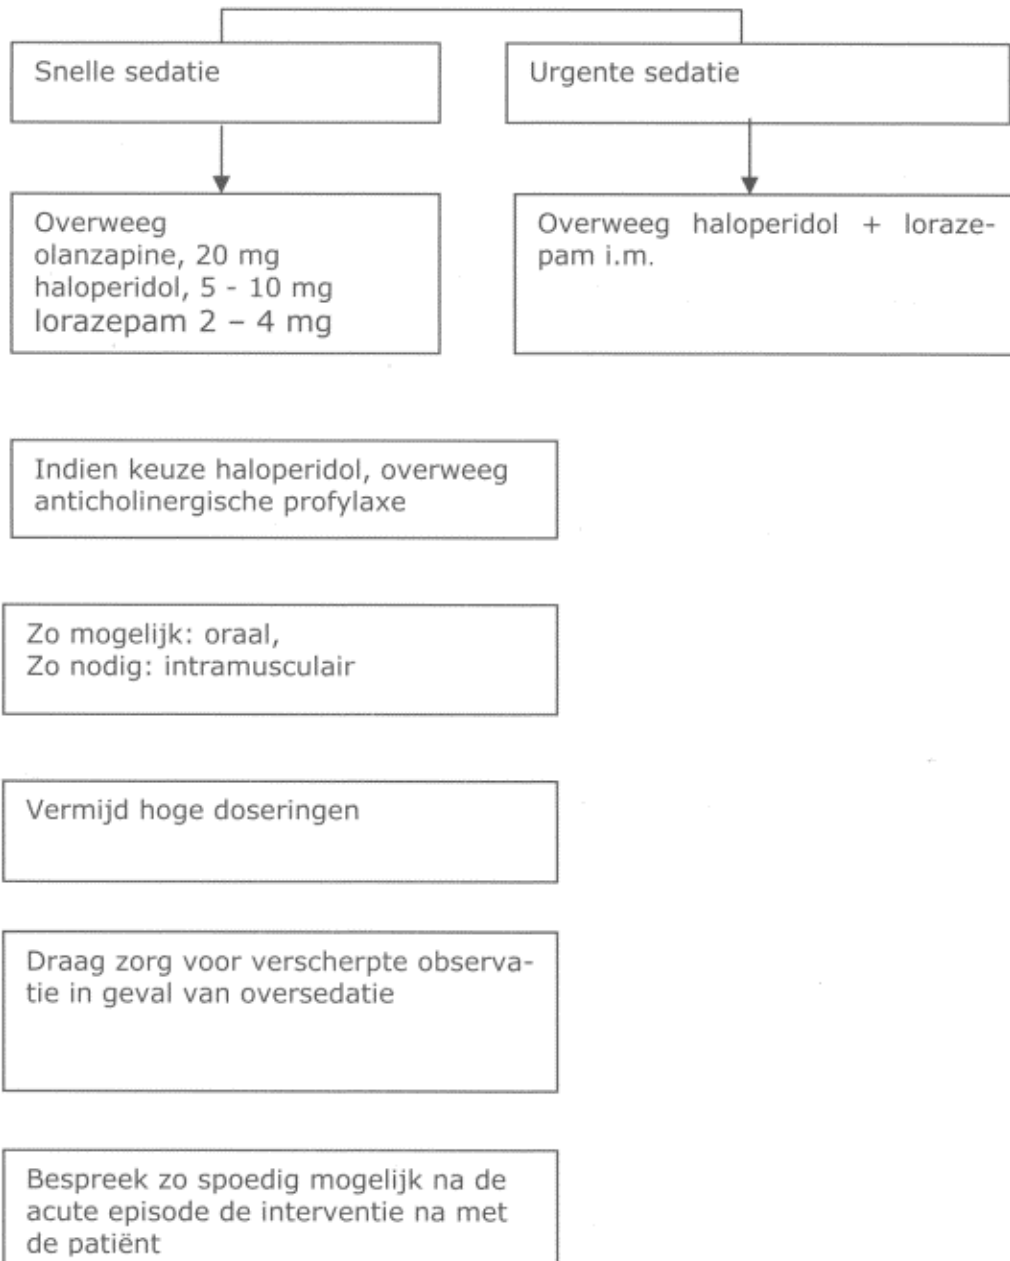 Snelle sedatie
Urgente sedatie
Overweeg
olanzapine, 20 mg
haloperidol, 5 - 10 mg
lorazepam 2 – 4 mg
Overweeg haloperidol + loraze-
pam i.m.
Indien keuze haloperidol, overweeg
anticholinergische profylaxe
Zo mogelijk: oraal,
Zo nodig: intramusculair
Vermijd hoge doseringen
Draag zorg voor verscherpte observa-
tie in geval van oversedatie
Bespreek zo spoedig mogelijk na de
acute episode de interventie na met
de patiënt